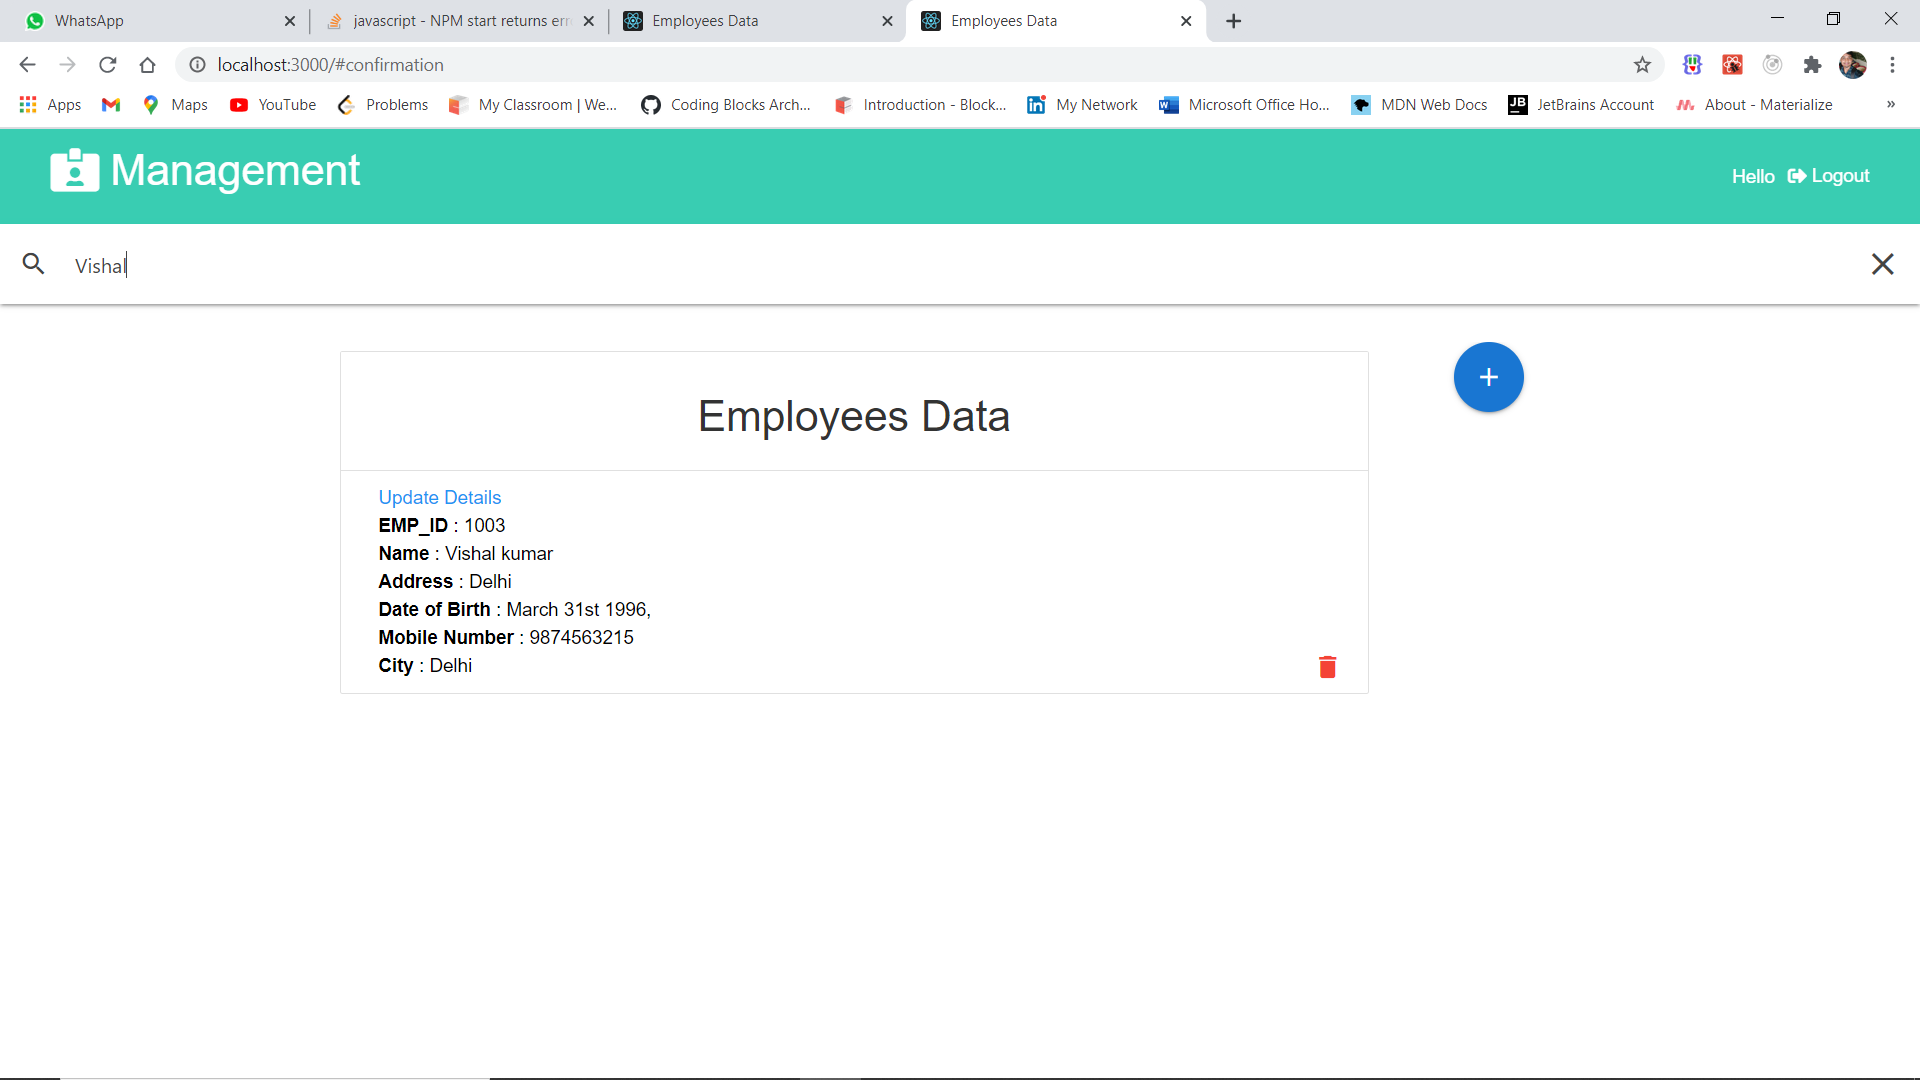 WhatsApp
javascript - NPM start returns err
Employees Data
Employees Data
localhost:3000/#confirmation
Apps
Maps
YouTube
Problems
My Classroom | We...
Coding Blocks Arch...
Introduction - Block...
My Network
Microsoft Office Ho...
JB MDN Web Docs
JetBrains Account
About - Materialize
»
Management
Hello Logout
Vishal
Employees Data
Update Details
EMP_ID : 1003
Name : Vishal kumar
Address : Delhi
Date of Birth : March 31st 1996,
Mobile Number : 9874563215
City : Delhi